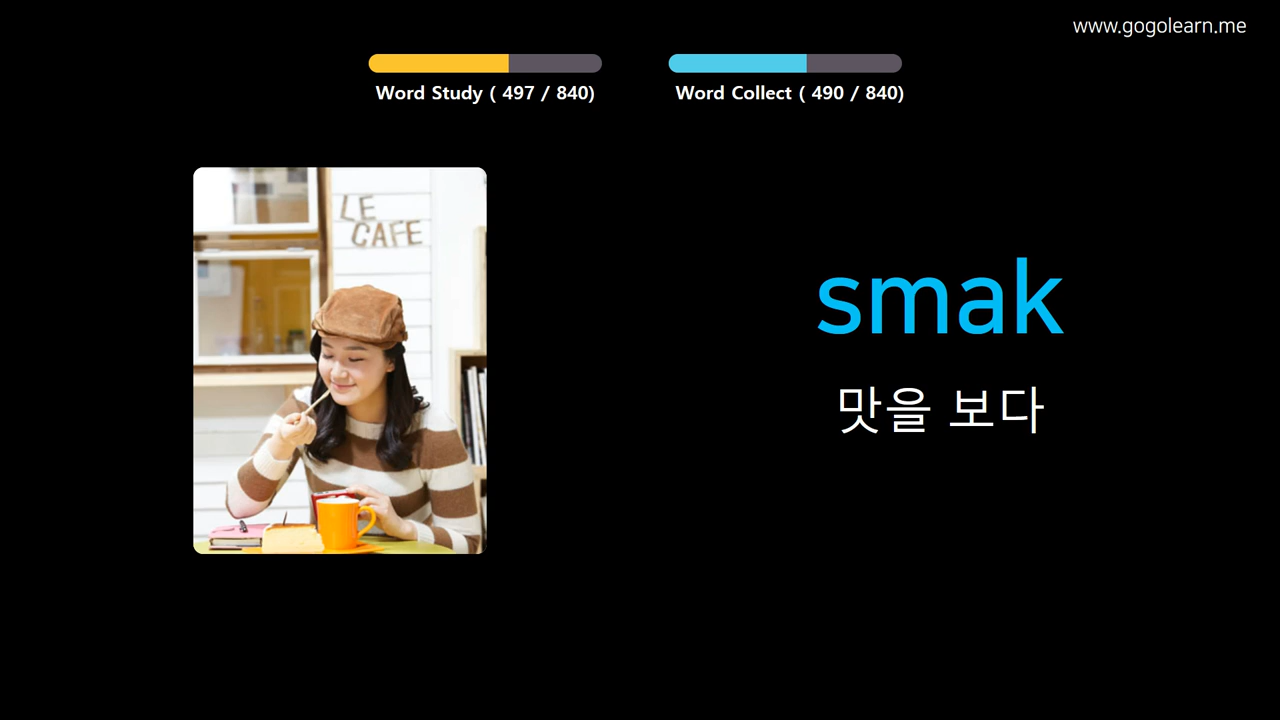 www.gogolearn.me
Word Study ( 497 / 840)
Word Collect ( 490 / 840)
LE
CAFE
smak
맛을 보다